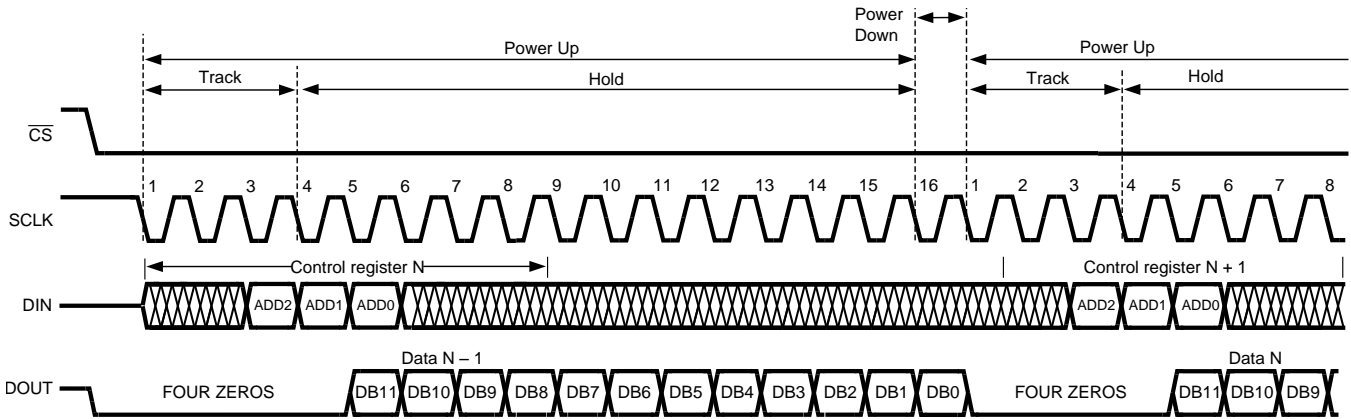 Power Down
Power Up Power Up
Track Hold Track Hold
CS
1 2 3 4 5 6 7 8 9 10 11 12 13 14 15 16 1 2 3 4 5 6 7 8
SCLK
Control register N Control register N + 1
DIN ADD2 ADD1 ADD0 ADD2 ADD1 ADD0
Data N – 1 Data N
DOUT FOUR ZEROS DB11 DB10 DB9 DB8 DB7 DB6 DB5 DB4 DB3 DB2 DB1 DB0 FOUR ZEROS DB11 DB10 DB9